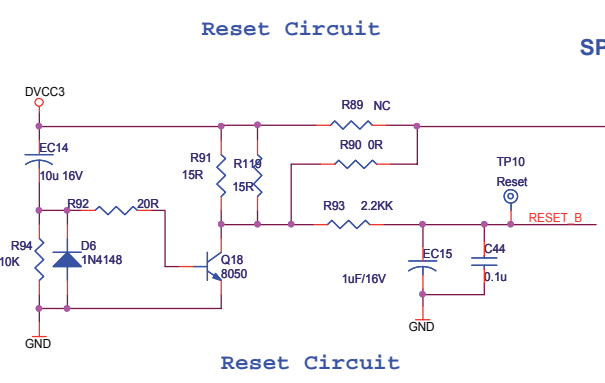 Reset Circuit
SP
DVCC3
R89 NC
EC14
R90 0R
TP10
R91
R119
10u 16V
15R
15R
Reset
R92
20R
R93
2.2KK
RESET_B
R94
D6
Q18
EC15
C44
10K
1N4148
8050
1uF/16V
0.1u
GND
GND
Reset Circuit